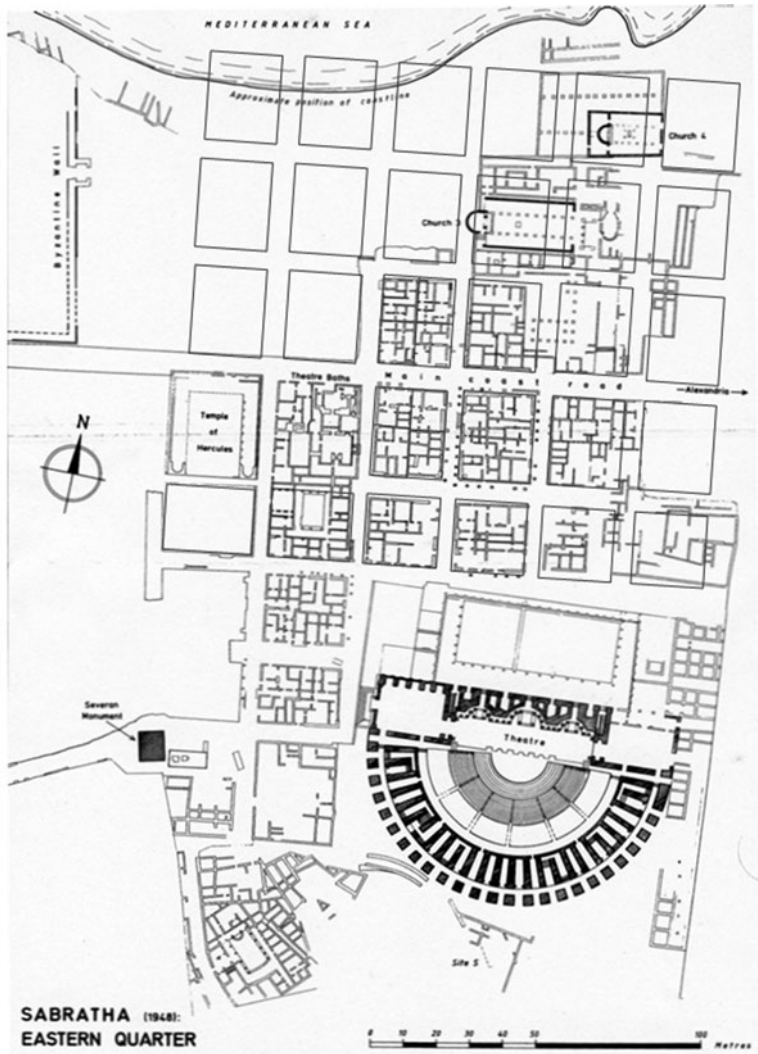 MEDITERRANEAN SEA
Approximate position of coastline
Church 4
Byzantine Wall
Church 3
Theatre Baths
Main coast road
Alexandria
Temple
of
Hercules
N
Severan
Monument
Theatre
Site 5
SABRATHA (1948):
EASTERN QUARTER
0 10 20 30 40 50 100
Metres